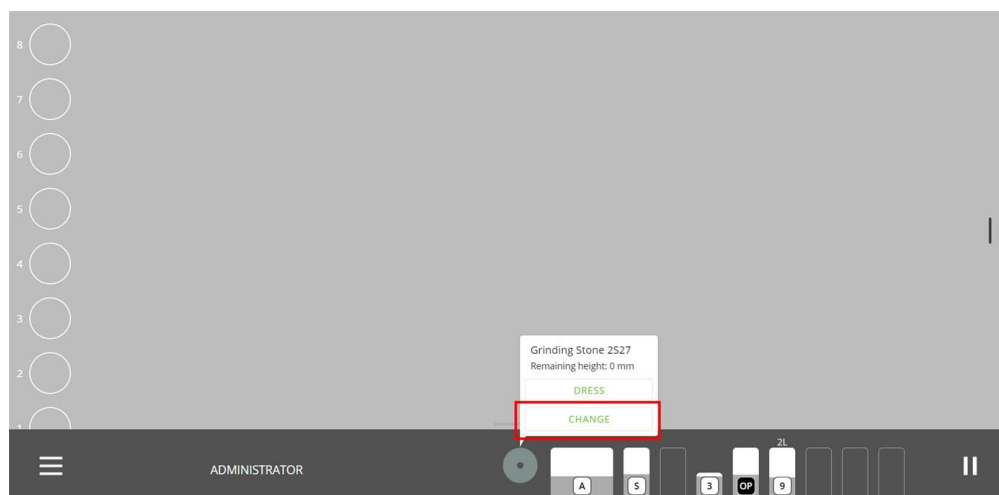 8
7
6
5
4
3
2
1
Grinding Stone 2S27
Remaining height: 0 mm
DRESS
CHANGE
ADMINISTRATOR
2L
A S 3 OP 9